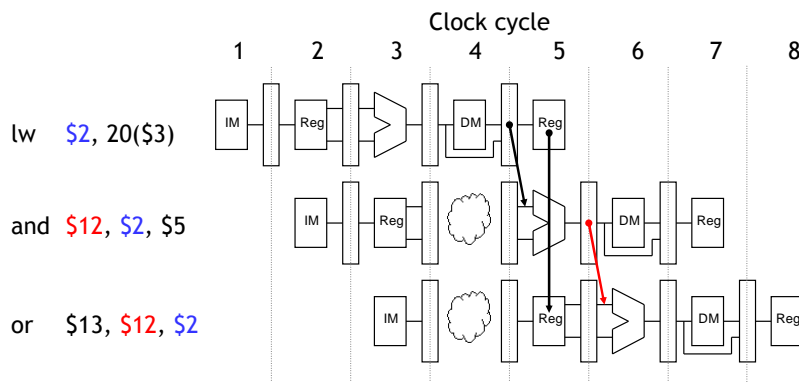 Clock cycle
1 2 3 4 5 6 7 8
lw $2, 20($3)
IM Reg DM Reg
and $12, $2, $5
IM Reg DM Reg
or $13, $12, $2
IM Reg DM Reg